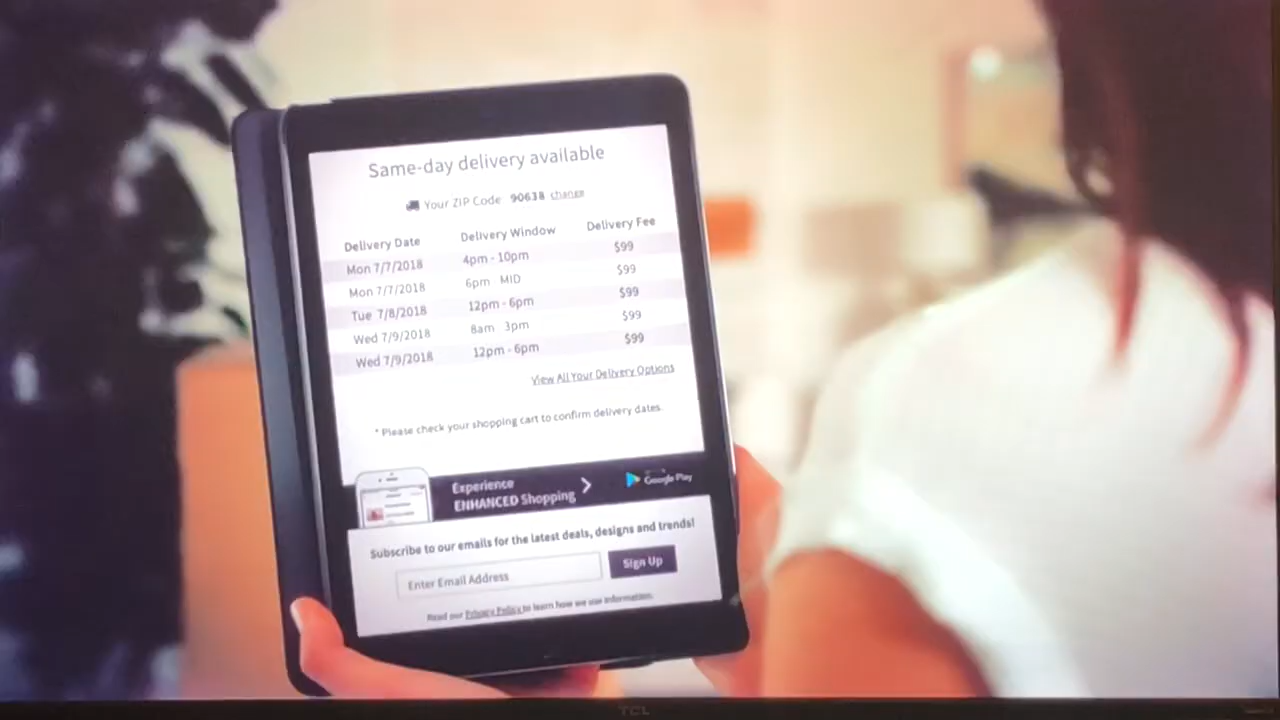 Same-day delivery available
Your ZIP Code 90638 change
Delivery Date Delivery Window Delivery Fee
Mon 7/7/2018 4pm - 10pm $99
Mon 7/7/2018 6pm MID $99
Tue 7/8/2018 12pm - 6pm $99
Wed 7/9/2018 8am 3pm $99
Wed 7/9/2018 12pm - 6pm $99
View All Your Delivery Options
* Please check your shopping cart to confirm delivery dates.
Experience
ENHANCED Shopping
Google Play
Subscribe to our emails for the latest deals, designs and trends!
Enter Email Address
Sign Up
Read our Privacy Policy to learn how we use information.
TCL